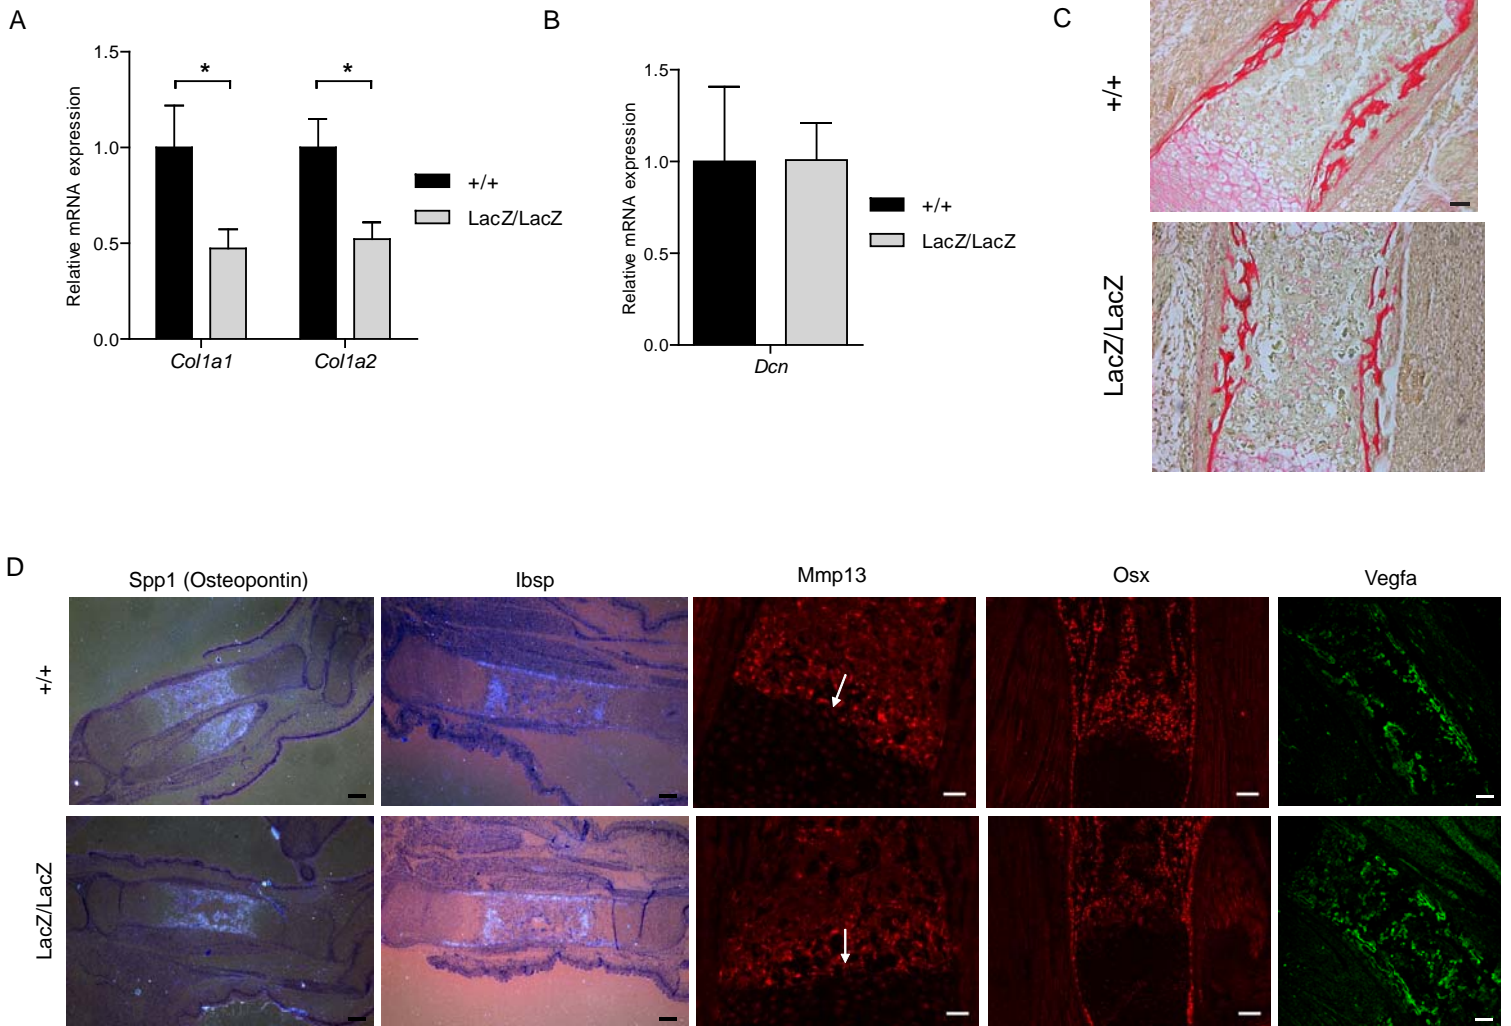 A
B
C
1.5
1.0
0.5
0.0
Relative mRNA expression
*
*
Col1a1
Col1a2
+/+
LacZ/LacZ
1.5
1.0
0.5
0.0
Relative mRNA expression
Dcn
+/+
LacZ/LacZ
+/+
LacZ/LacZ
D
Spp1 (Osteopontin)
Ibsp
Mmp13
Osx
Vegfa
+/+
LacZ/LacZ